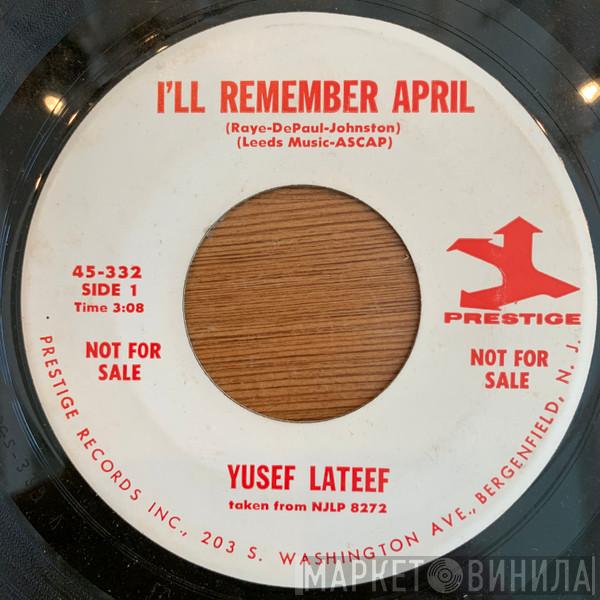 I'LL REMEMBER APRIL
(Raye-DePaul-Johnston)
(Leeds Music-ASCAP)
45-332
SIDE 1
Time 3:08
NOT FOR
SALE
PRESTIGE
NOT FOR
SALE
YUSEF LATEEF
taken from NJLP 8272
PRESTIGE RECORDS INC., 203 S. WASHINGTON AVE., BERGENFIELD, N. J.
МАРКЕТ ВИНИЛА